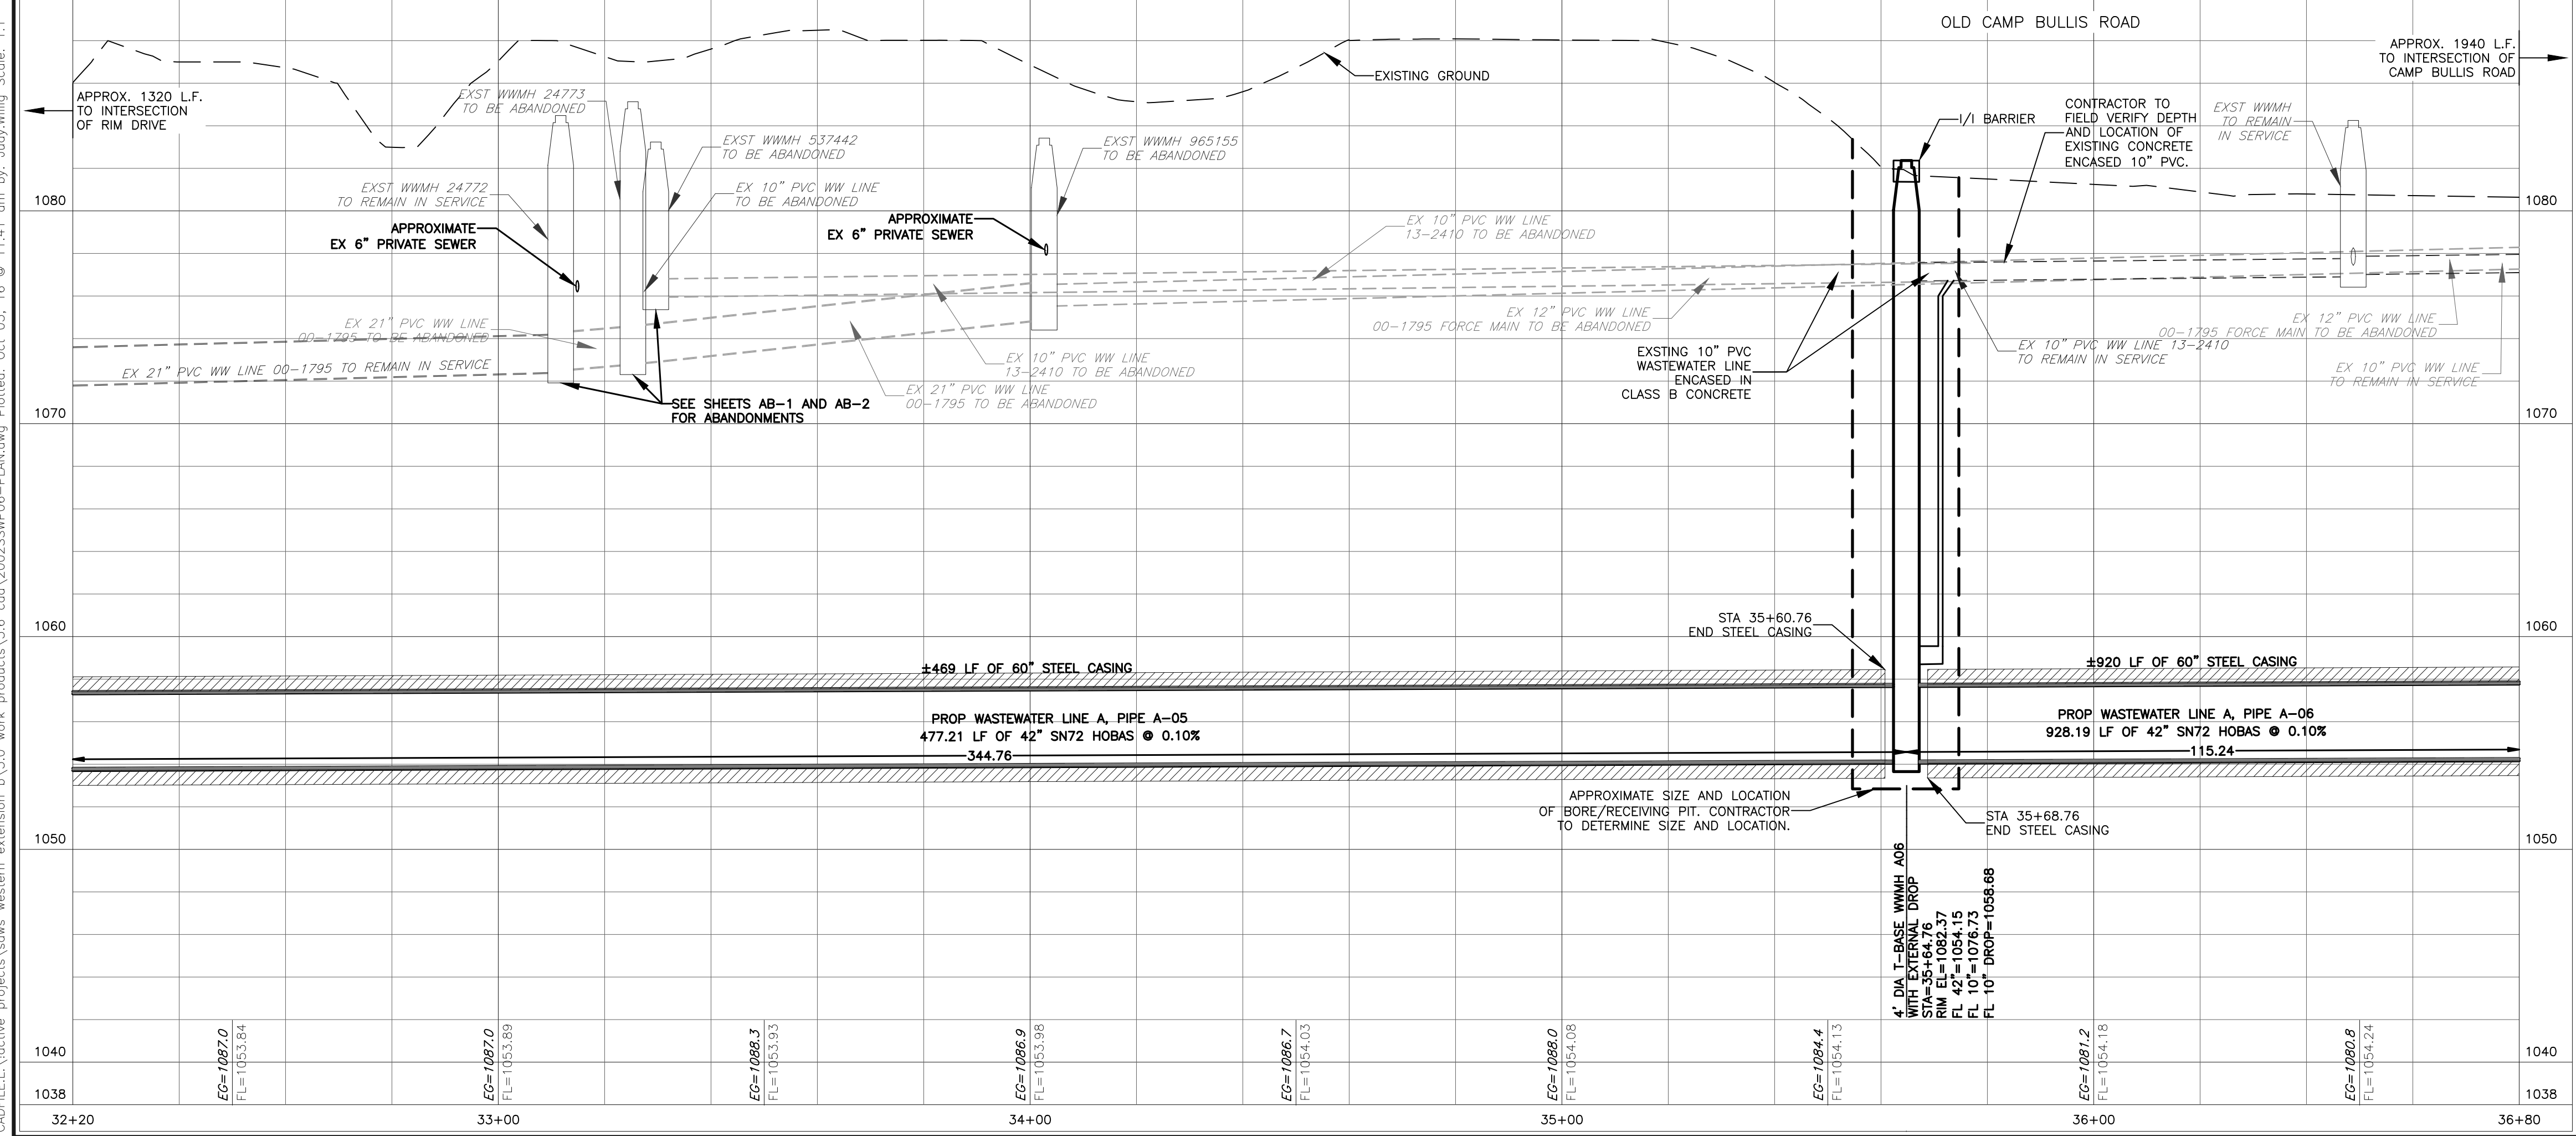 OLD CAMP BULLIS ROAD
APPROX. 1320 L.F.
TO INTERSECTION
OF RIM DRIVE
APPROX. 1940 L.F.
TO INTERSECTION OF
CAMP BULLIS ROAD
EXISTING GROUND
EXST WWMH 24773
TO BE ABANDONED
EXST WWMH 537442
TO BE ABANDONED
EXST WWMH 965155
TO BE ABANDONED
I/I BARRIER
CONTRACTOR TO
FIELD VERIFY DEPTH
AND LOCATION OF
EXISTING CONCRETE
ENCASED 10" PVC.
EXST WWMH
TO REMAIN
IN SERVICE
EXST WWMH 24772
TO REMAIN IN SERVICE
EX 10" PVC WW LINE
TO BE ABANDONED
APPROXIMATE
EX 6" PRIVATE SEWER
APPROXIMATE
EX 6" PRIVATE SEWER
EX 10" PVC WW LINE
13-2410 TO BE ABANDONED
1080
1080
EX 21" PVC WW LINE
00-1795 TO BE ABANDONED
EX 21" PVC WW LINE 00-1795 TO REMAIN IN SERVICE
EX 10" PVC WW LINE
13-2410 TO BE ABANDONED
EX 21" PVC WW LINE
00-1795 TO BE ABANDONED
SEE SHEETS AB-1 AND AB-2
FOR ABANDONMENTS
EX 12" PVC WW LINE
00-1795 FORCE MAIN TO BE ABANDONED
EXSTING 10" PVC
WASTEWATER LINE
ENCASED IN
CLASS B CONCRETE
EX 12" PVC WW LINE
00-1795 FORCE MAIN TO BE ABANDONED
EX 10" PVC WW LINE 13-2410
TO REMAIN IN SERVICE
EX 10" PVC WW LINE
TO REMAIN IN SERVICE
1070
1070
1060
1060
STA 35+60.76
END STEEL CASING
±469 LF OF 60" STEEL CASING
±920 LF OF 60" STEEL CASING
PROP WASTEWATER LINE A, PIPE A-05
477.21 LF OF 42" SN72 HOBAS @ 0.10%
344.76
PROP WASTEWATER LINE A, PIPE A-06
928.19 LF OF 42" SN72 HOBAS @ 0.10%
115.24
APPROXIMATE SIZE AND LOCATION
OF BORE/RECEIVING PIT. CONTRACTOR
TO DETERMINE SIZE AND LOCATION.
STA 35+68.76
END STEEL CASING
1050
1050
4' DIA T-BASE WWMH A06
WITH EXTERNAL DROP
STA=35+64.76
RIM EL=1082.37
FL 42"=1054.15
FL 10"=1076.73
FL 10" DROP=1058.68
EG=1087.0
FL=1053.84
EG=1087.0
FL=1053.89
EG=1088.3
FL=1053.93
EG=1086.9
FL=1053.98
EG=1086.7
FL=1054.03
EG=1088.0
FL=1054.08
EG=1084.4
FL=1054.13
EG=1081.2
FL=1054.18
EG=1080.8
FL=1054.24
1040
1040
1038
1038
32+20
33+00
34+00
35+00
36+00
36+80